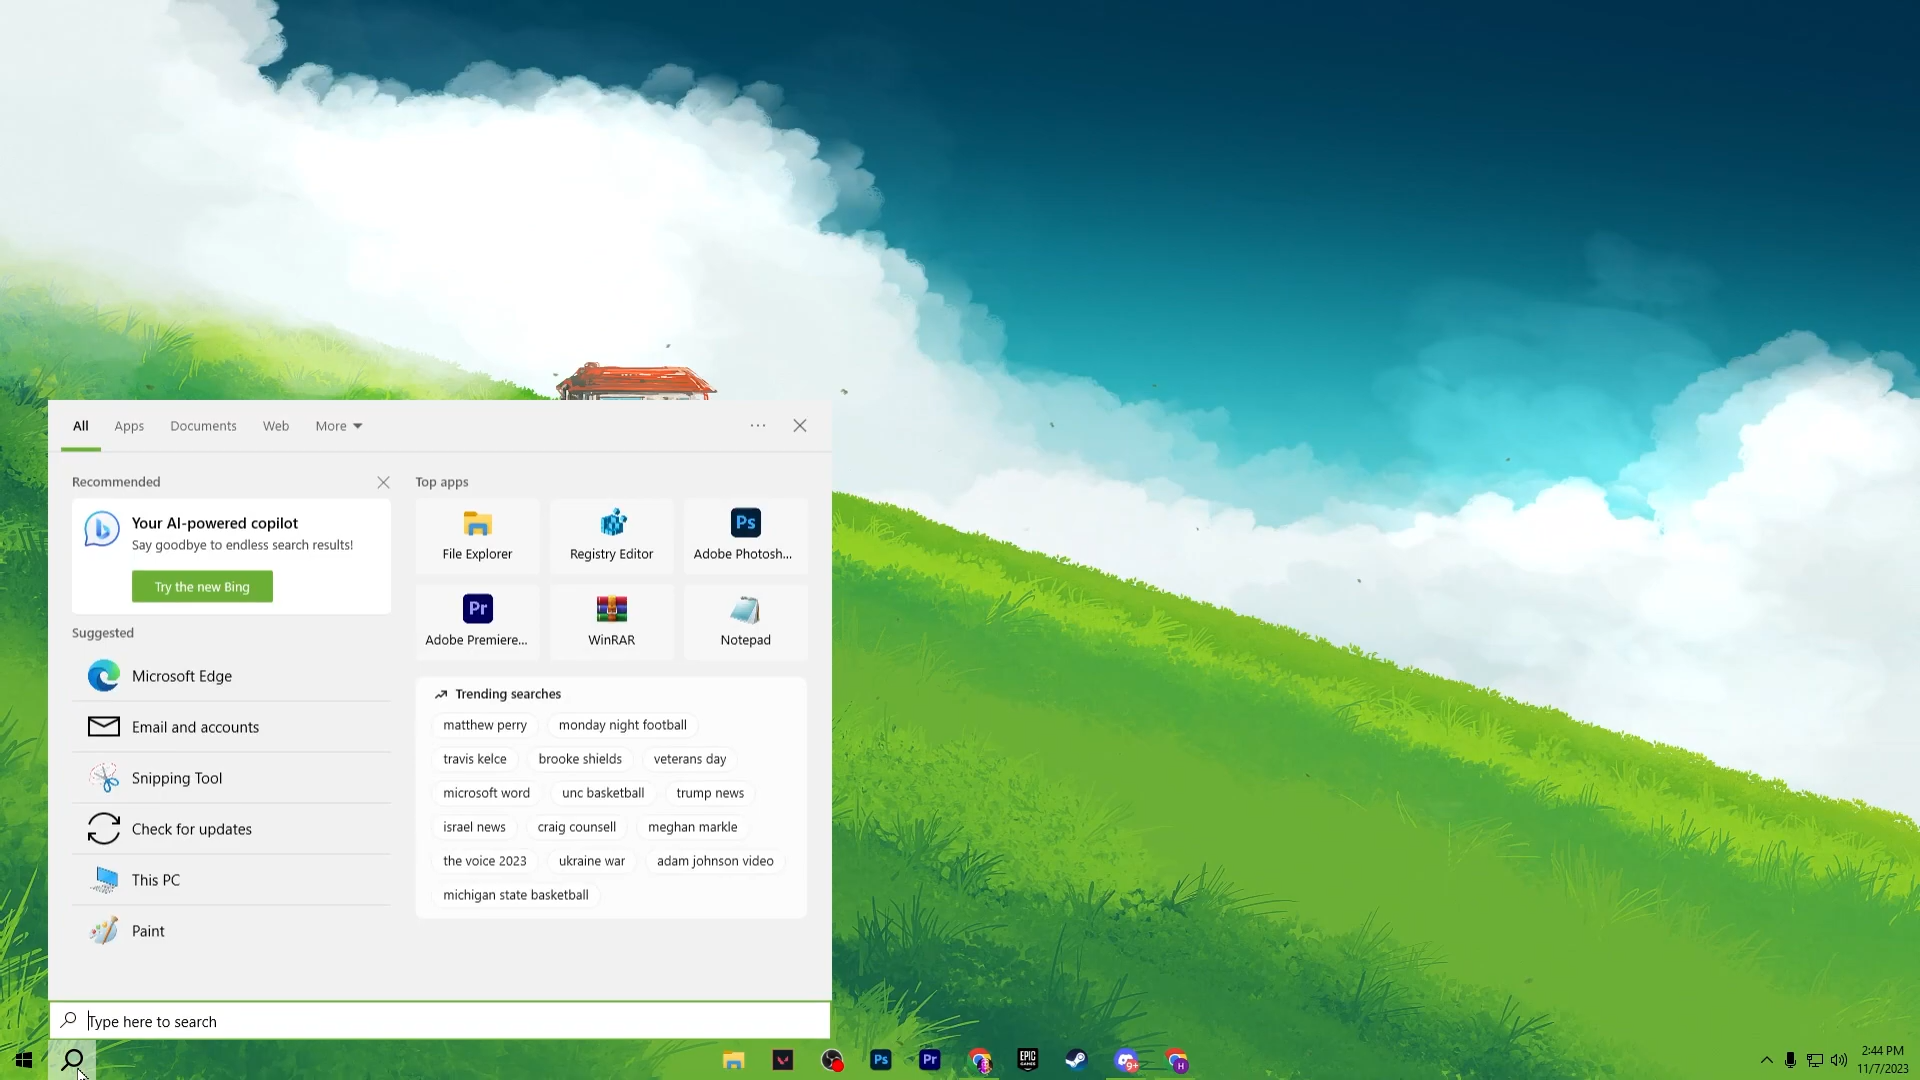 All Apps Documents Web More
Recommended
Your AI-powered copilot
Say goodbye to endless search results!
Try the new Bing
Suggested
Microsoft Edge
Email and accounts
Snipping Tool
Check for updates
This PC
Paint
Top apps
File Explorer Registry Editor Adobe Photosh...
Adobe Premiere... WinRAR Notepad
Trending searches
matthew perry monday night football
travis kelce brooke shields veterans day
microsoft word unc basketball trump news
israel news craig counsell meghan markle
the voice 2023 ukraine war adam johnson video
michigan state basketball
Type here to search
Ps Pr EPIC GAMES 9+ H
2:44 PM
11/7/2023